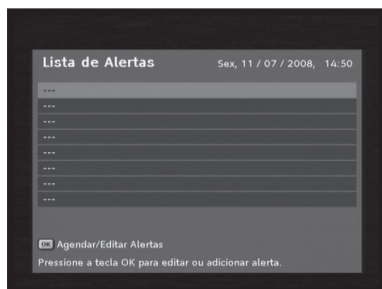 Lista de Alertas Sex, 11 / 07 / 2008, 14:50
---
---
---
---
---
---
---
---
OK Agendar/Editar Alertas
Pressione a tecla OK para editar ou adicionar alerta.